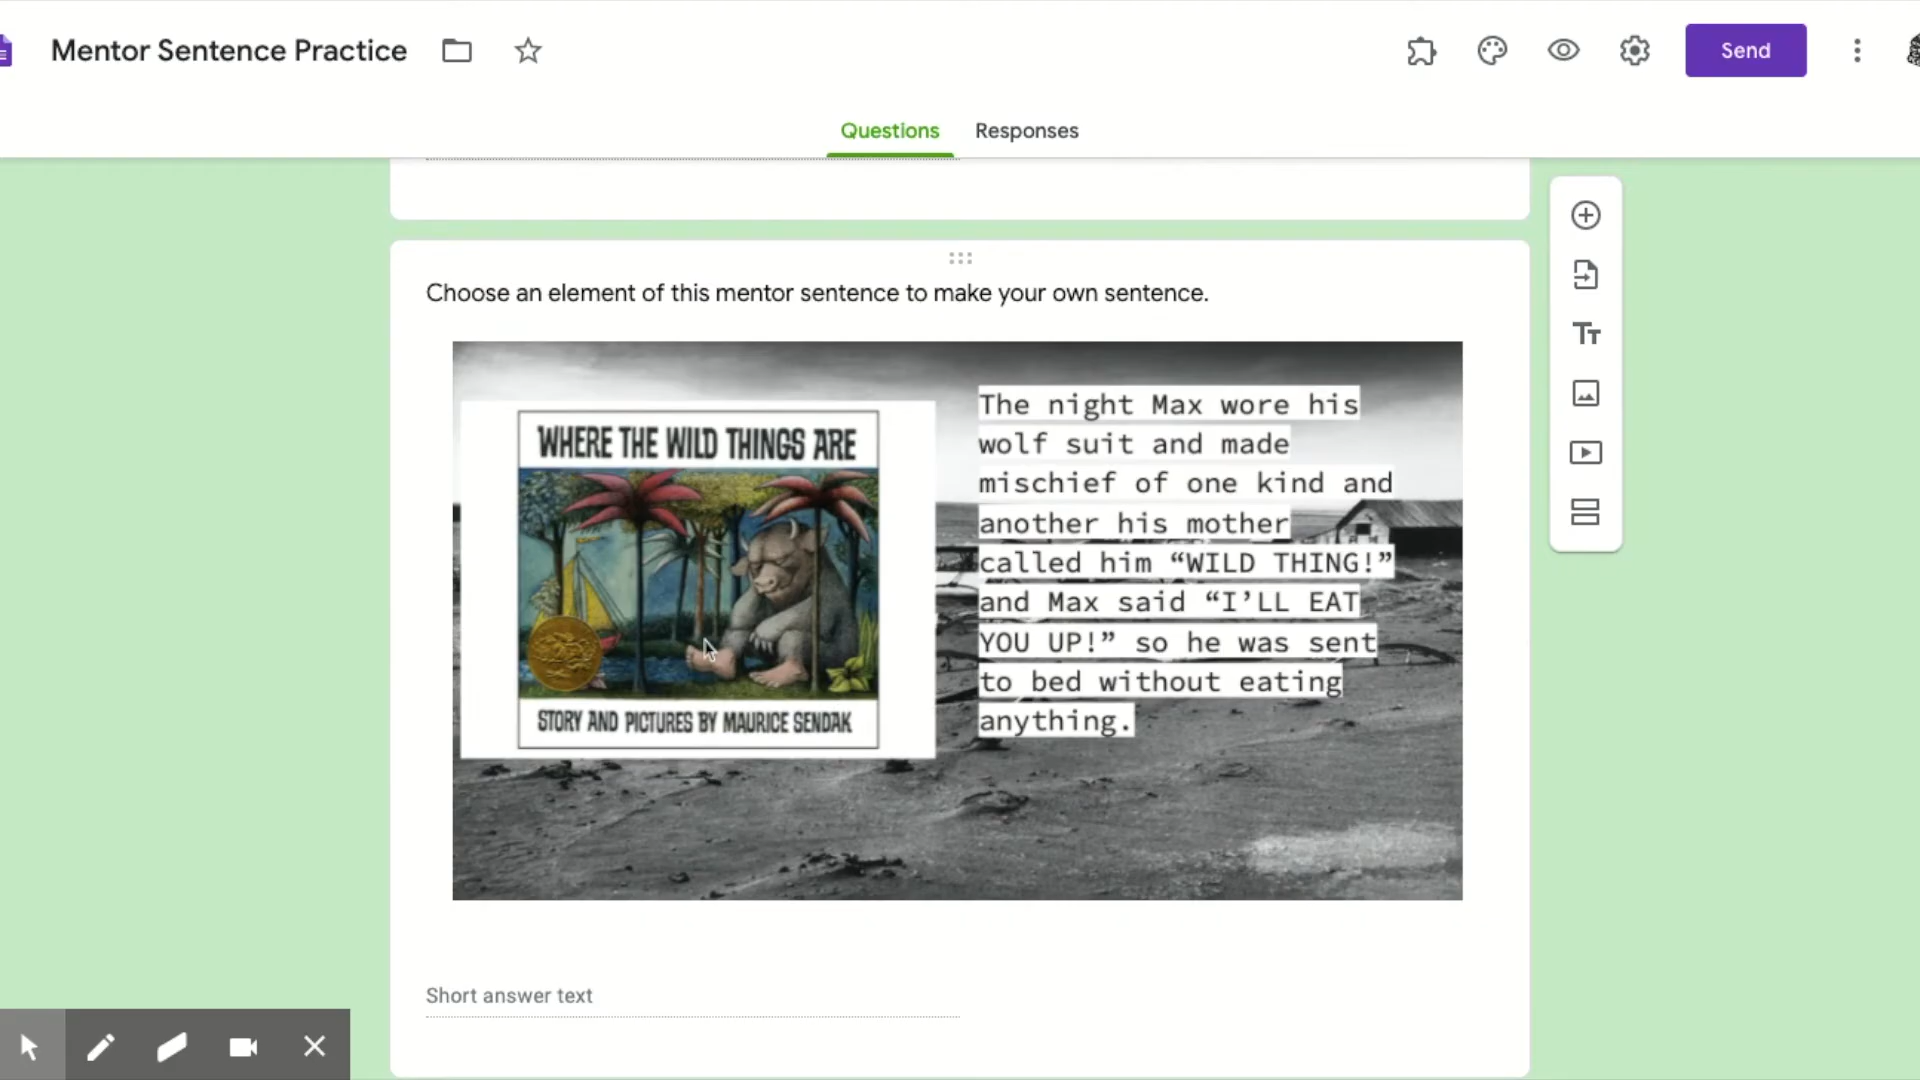 Mentor Sentence Practice
Send
Questions Responses
Choose an element of this mentor sentence to make your own sentence.
WHERE THE WILD THINGS ARE
STORY AND PICTURES BY MAURICE SENDAK
The night Max wore his
wolf suit and made
mischief of one kind and
another his mother
called him “WILD THING!”
and Max said “I’LL EAT
YOU UP!” so he was sent
to bed without eating
anything.
Short answer text